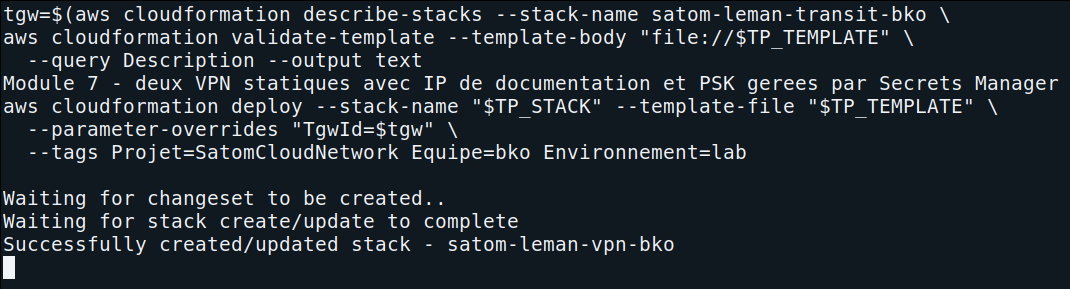 tgw=$(aws cloudformation describe-stacks --stack-name satom-leman-transit-bko \
aws cloudformation validate-template --template-body "file://$TP_TEMPLATE" \
  --query Description --output text
Module 7 - deux VPN statiques avec IP de documentation et PSK gerees par Secrets Manager
aws cloudformation deploy --stack-name "$TP_STACK" --template-file "$TP_TEMPLATE" \
  --parameter-overrides "TgwId=$tgw" \
  --tags Projet=SatomCloudNetwork Equipe=bko Environnement=lab

Waiting for changeset to be created..
Waiting for stack create/update to complete
Successfully created/updated stack - satom-leman-vpn-bko